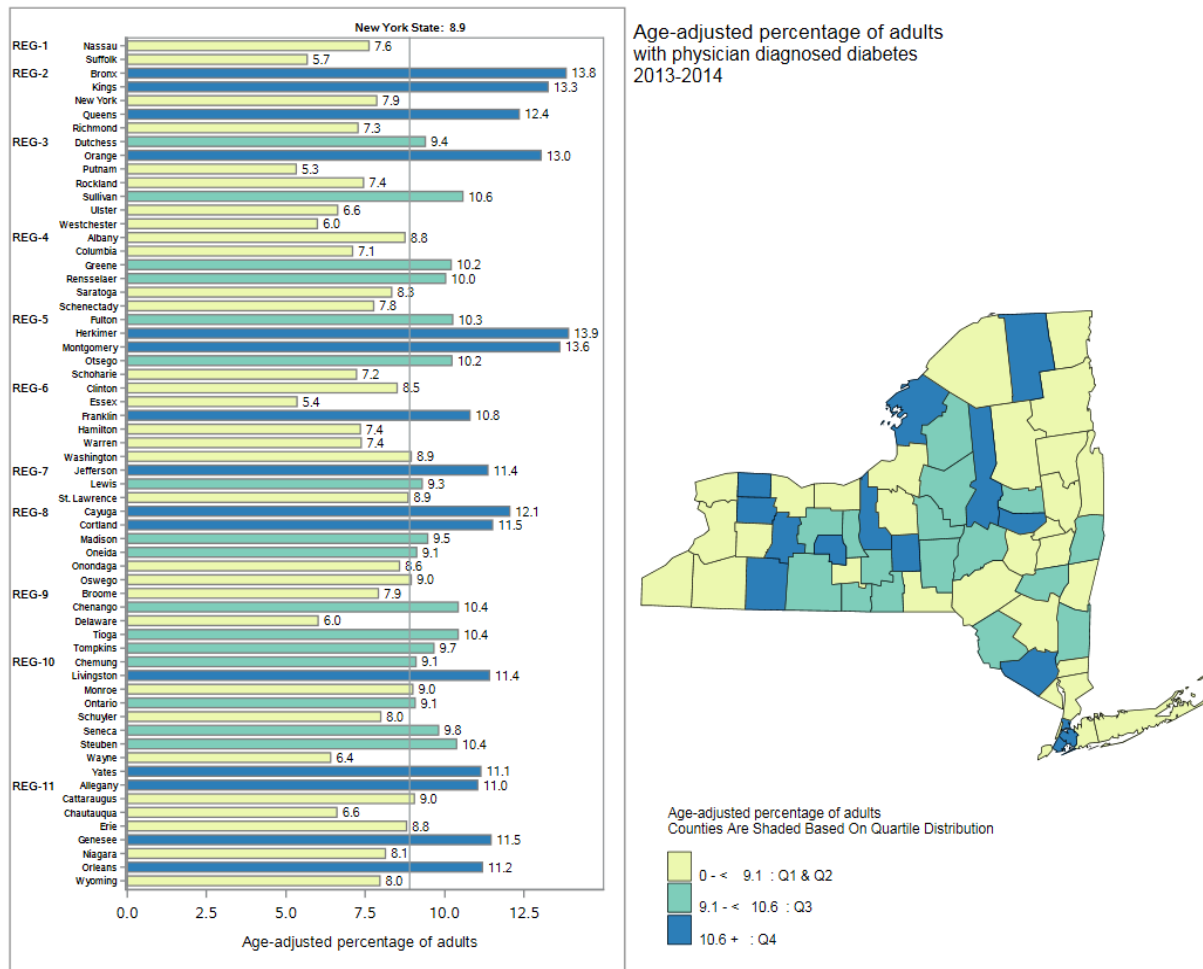 New York State: 8.9
REG-1 Nassau 7.6
Suffolk 5.7
REG-2 Bronx 13.8
Kings 13.3
New York 7.9
Queens 12.4
Richmond 7.3
REG-3 Dutchess 9.4
Orange 13.0
Putnam 5.3
Rockland 7.4
Sullivan 10.6
Ulster 6.6
Westchester 6.0
REG-4 Albany 8.8
Columbia 7.1
Greene 10.2
Rensselaer 10.0
Saratoga 8.3
Schenectady 7.8
REG-5 Fulton 10.3
Herkimer 13.9
Montgomery 13.6
Otsego 10.2
Schoharie 7.2
REG-6 Clinton 8.5
Essex 5.4
Franklin 10.8
Hamilton 7.4
Warren 7.4
Washington 8.9
REG-7 Jefferson 11.4
Lewis 9.3
St. Lawrence 8.9
REG-8 Cayuga 12.1
Cortland 11.5
Madison 9.5
Oneida 9.1
Onondaga 8.6
Oswego 9.0
REG-9 Broome 7.9
Chenango 10.4
Delaware 6.0
Tioga 10.4
Tompkins 9.7
REG-10 Chemung 9.1
Livingston 11.4
Monroe 9.0
Ontario 9.1
Schuyler 8.0
Seneca 9.8
Steuben 10.4
Wayne 6.4
Yates 11.1
REG-11 Allegany 11.0
Cattaraugus 9.0
Chautauqua 6.6
Erie 8.8
Genesee 11.5
Niagara 8.1
Orleans 11.2
Wyoming 8.0
0.0 2.5 5.0 7.5 10.0 12.5
Age-adjusted percentage of adults
Age-adjusted percentage of adults
with physician diagnosed diabetes
2013-2014
Age-adjusted percentage of adults
Counties Are Shaded Based On Quartile Distribution
0 - < 9.1 : Q1 & Q2
9.1 - < 10.6 : Q3
10.6 + : Q4